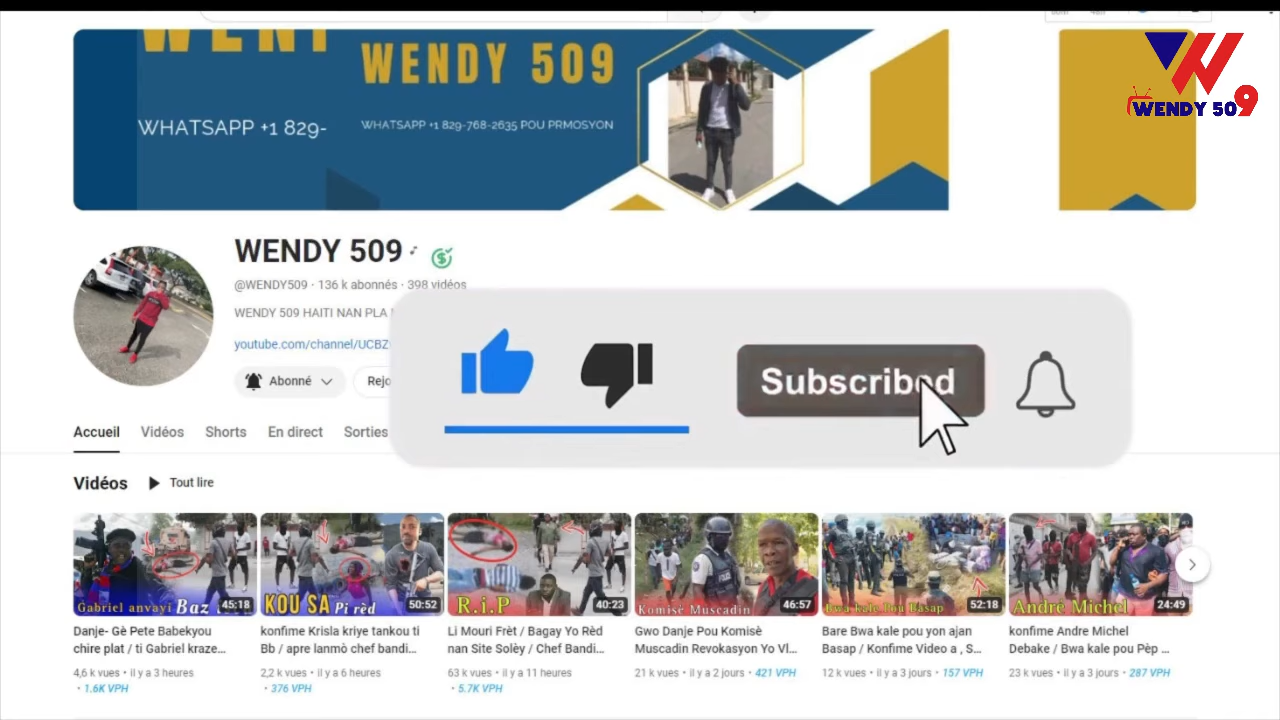 WENDY 509
WENDY 509
WHATSAPP +1 829-
WHATSAPP +1 829-768-2635 POU PRMOSYON
WENDY 509
@WENDY509 · 136 k abonnés · 398 vidéos
WENDY 509 HAITI NAN PLA
youtube.com/channel/UCBZ
Abonné
Rejo
Subscribed
Accueil
Vidéos
Shorts
En direct
Sorties
Vidéos
Tout lire
Gabriel anvayi Baz
45:18
KOU SA Pi rèd
50:52
R.i.P
40:23
Komisè Muscadin
46:57
Bwa kale Pou Basap
52:18
André Michel
24:49
Danje- Gè Pete Babekyou
chire plat / ti Gabriel kraze...
4,6 k vues · il y a 3 heures
· 1.6K VPH
konfime Krisla kriye tankou ti
Bb / apre lanmò chef bandi...
2,2 k vues · il y a 6 heures
· 376 VPH
Li Mouri Frèt / Bagay Yo Rèd
nan Site Solèy / Chef Bandi...
63 k vues · il y a 11 heures
· 5.7K VPH
Gwo Danje Pou Komisè
Muscadin Revokasyon Yo Vl...
21 k vues · il y a 2 jours · 421 VPH
Bare Bwa kale pou yon ajan
Basap / Konfime Video a , S...
12 k vues · il y a 3 jours · 157 VPH
konfime Andre Michel
Debake / Bwa kale pou Pèp ...
23 k vues · il y a 3 jours · 287 VPH